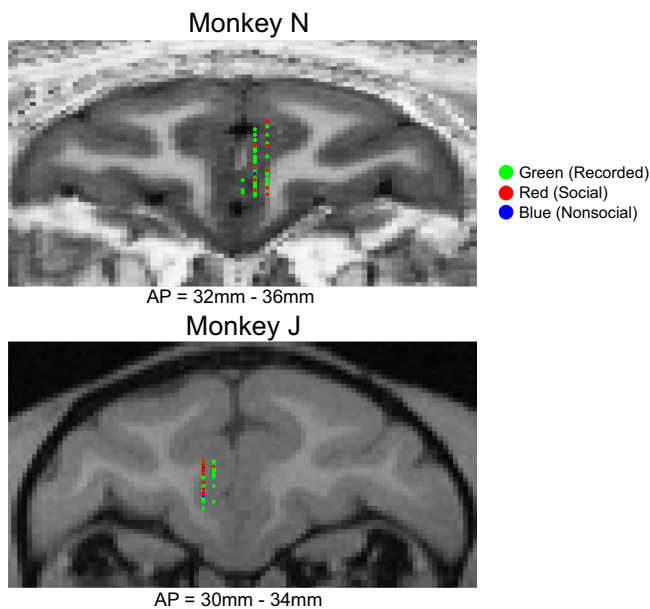 Monkey N
Green (Recorded)
Red (Social)
Blue (Nonsocial)
AP = 32mm - 36mm
Monkey J
AP = 30mm - 34mm